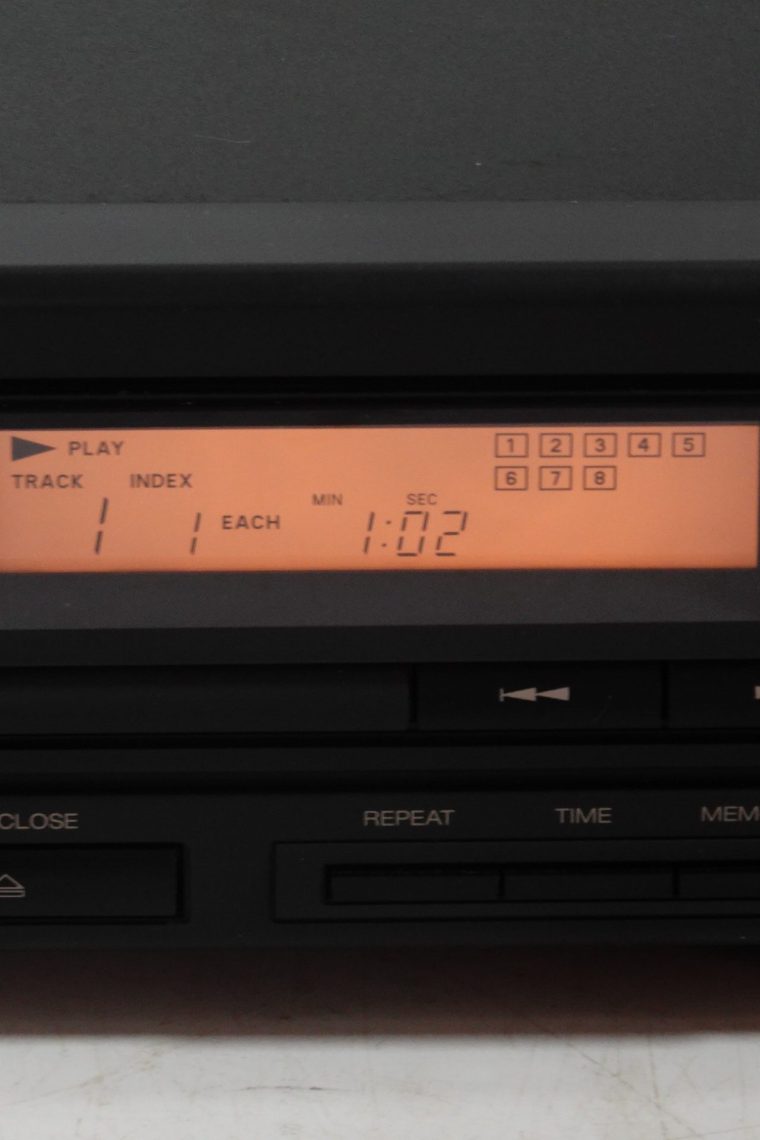 PLAY 1 2 3 4 5
TRACK INDEX 6 7 8
MIN SEC
1 1 EACH 1:02
CLOSE REPEAT TIME MEM